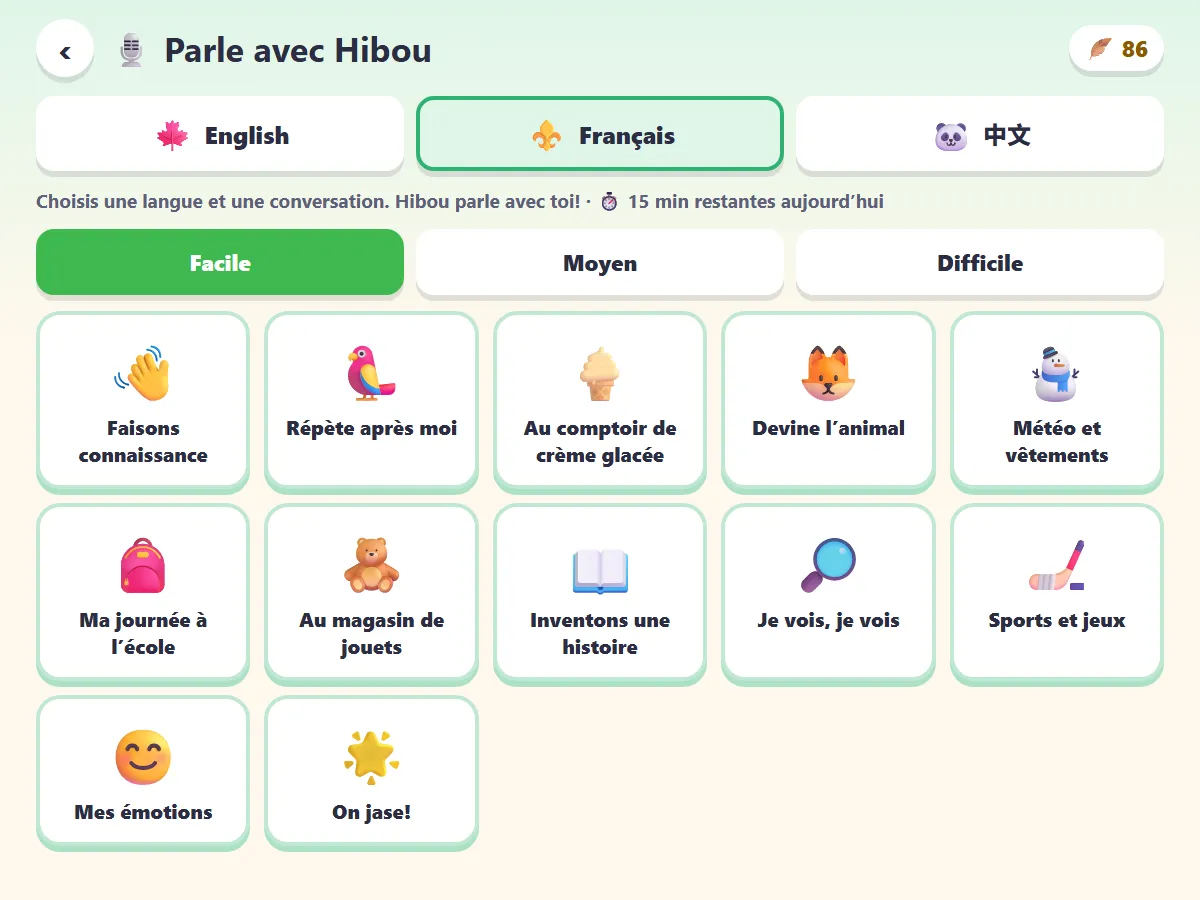 ‹ Parle avec Hibou 86
English Français 中文
Choisis une langue et une conversation. Hibou parle avec toi! · 15 min restantes aujourd’hui
Facile Moyen Difficile
Faisons connaissance
Répète après moi
Au comptoir de crème glacée
Devine l’animal
Météo et vêtements
Ma journée à l’école
Au magasin de jouets
Inventons une histoire
Je vois, je vois
Sports et jeux
Mes émotions
On jase!